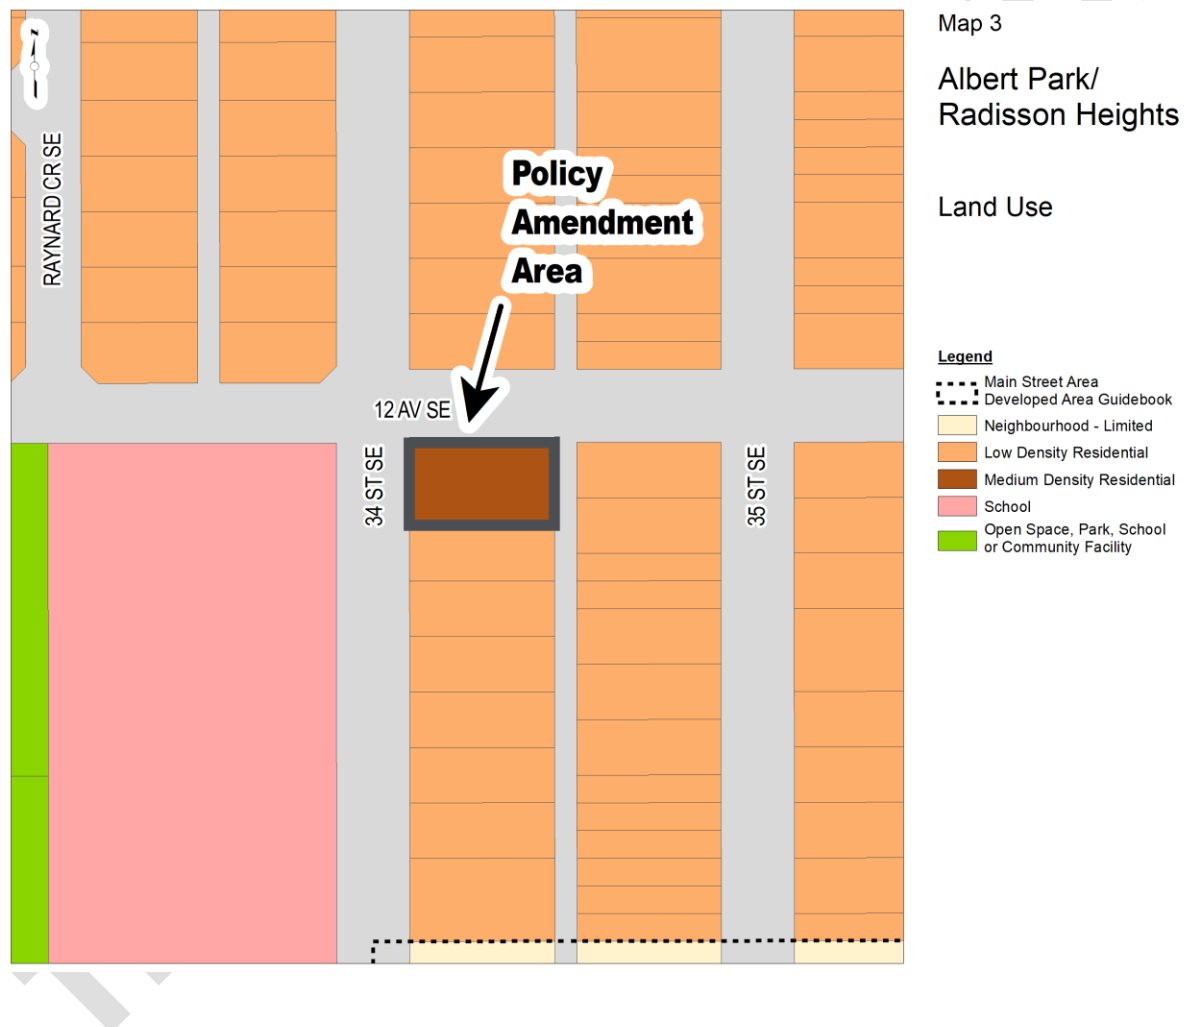 Map 3
Albert Park/
Radisson Heights
Land Use
N
RAYNARD CR SE
Policy
Amendment
Area
12 AV SE
34 ST SE
35 ST SE
Legend
Main Street Area
Developed Area Guidebook
Neighbourhood - Limited
Low Density Residential
Medium Density Residential
School
Open Space, Park, School
or Community Facility